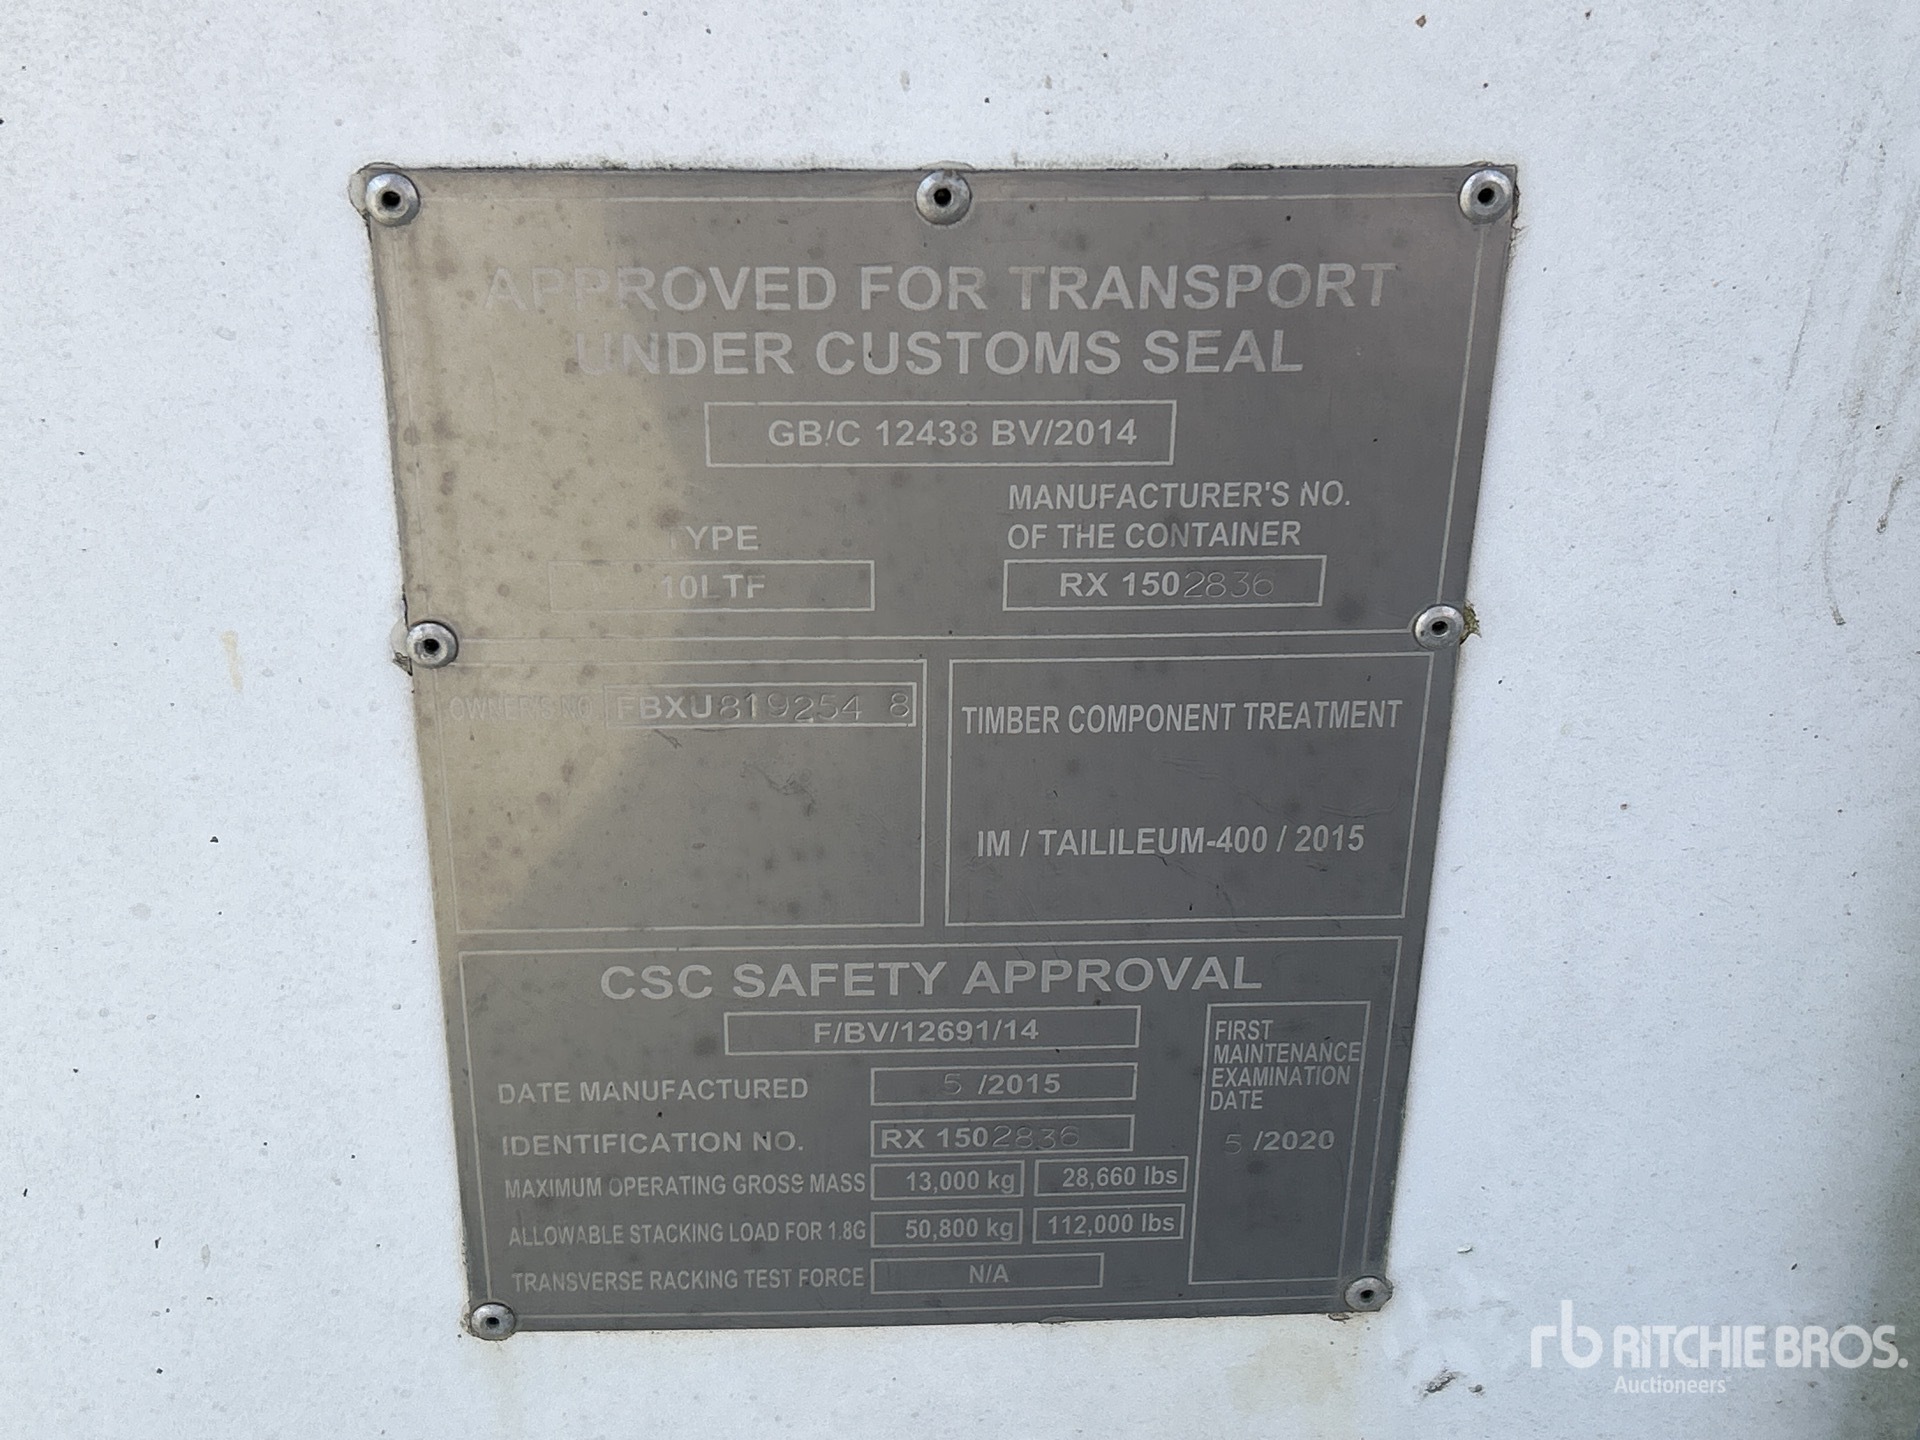 APPROVED FOR TRANSPORT
UNDER CUSTOMS SEAL
GB/C 12438 BV/2014
TYPE
10LTF
MANUFACTURER'S NO.
OF THE CONTAINER
RX 1502836
OWNER'S NO
FBXU819254 8
TIMBER COMPONENT TREATMENT
IM / TAILILEUM-400 / 2015
CSC SAFETY APPROVAL
F/BV/12691/14
DATE MANUFACTURED 5 /2015
IDENTIFICATION NO. RX 1502836
MAXIMUM OPERATING GROSS MASS 13,000 kg 28,660 lbs
ALLOWABLE STACKING LOAD FOR 1.8G 50,800 kg 112,000 lbs
TRANSVERSE RACKING TEST FORCE N/A
FIRST
MAINTENANCE
EXAMINATION
DATE
5 /2020
rb RITCHIE BROS.
Auctioneers